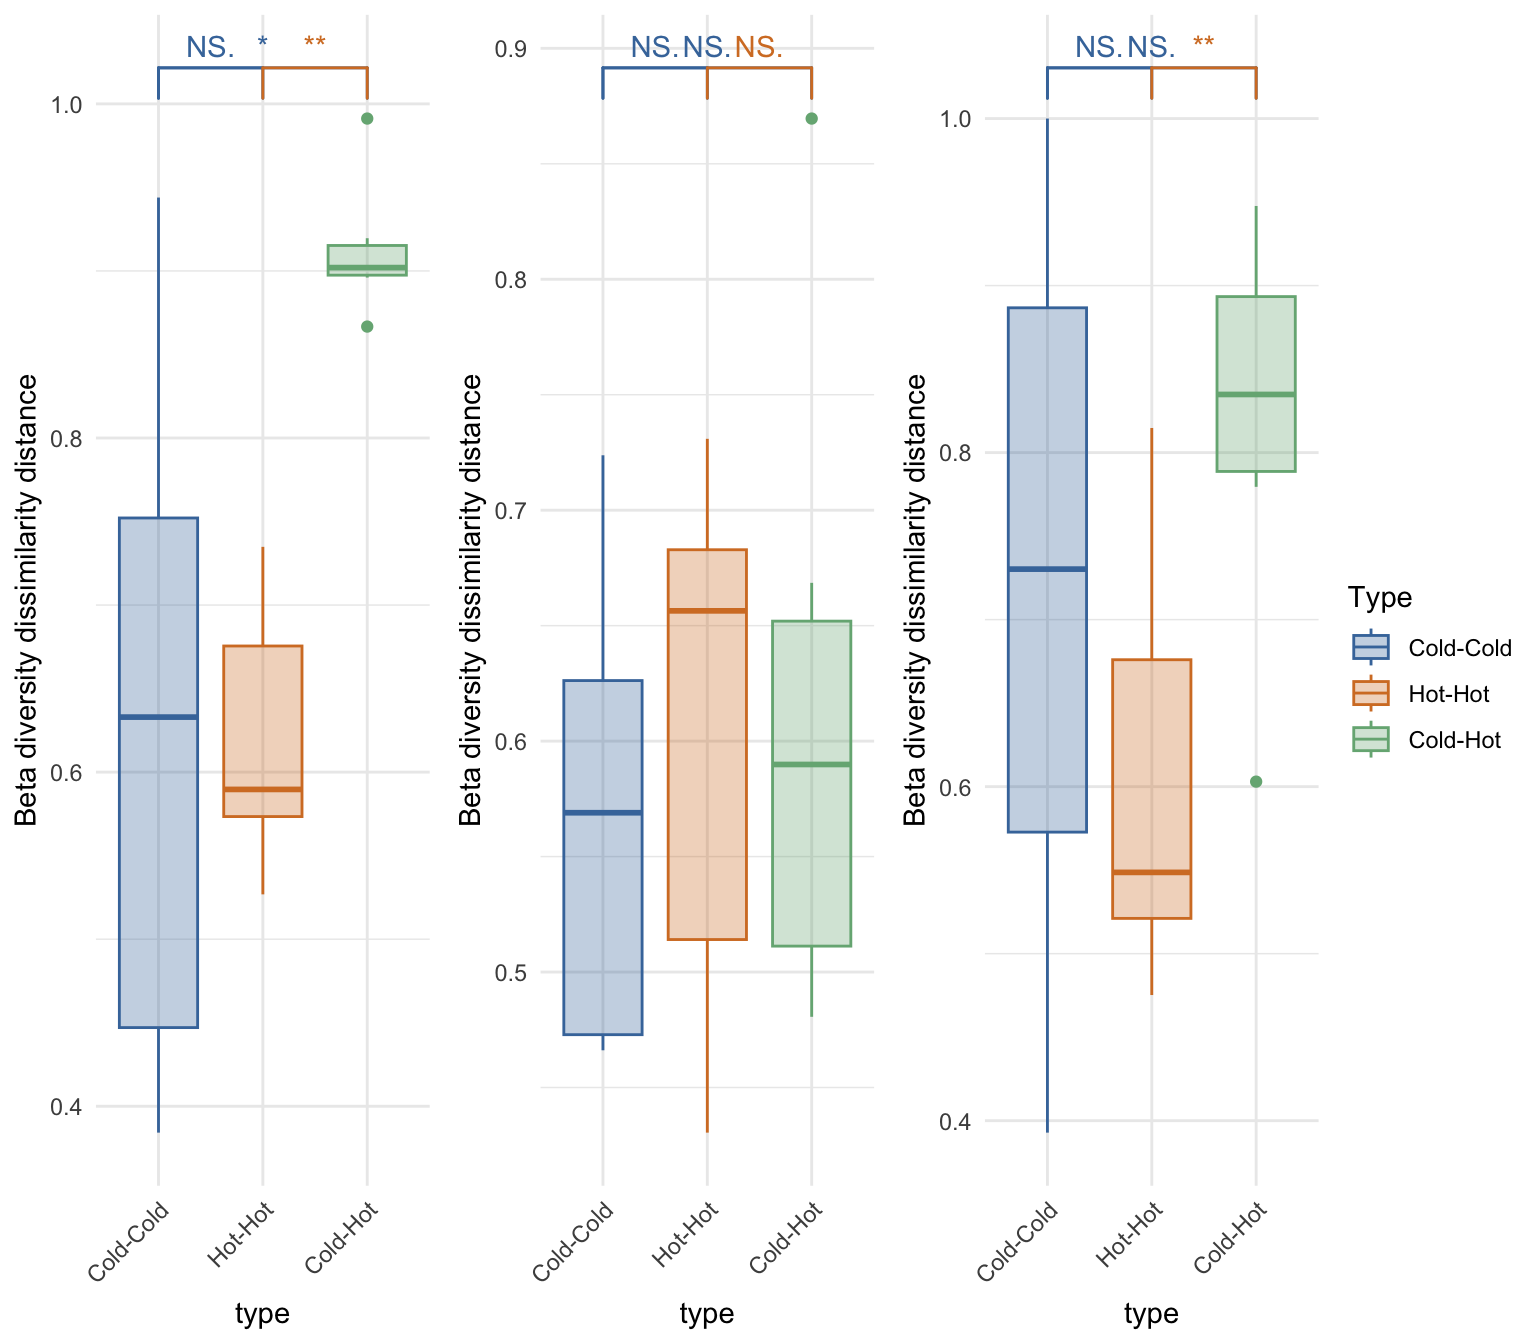 NS. * **
1.0
0.8
0.6
0.4
Beta diversity dissimilarity distance
Cold-Cold
Hot-Hot
Cold-Hot
type
NS. NS. NS.
0.9
0.8
0.7
0.6
0.5
Beta diversity dissimilarity distance
Cold-Cold
Hot-Hot
Cold-Hot
type
NS. NS. **
1.0
0.8
0.6
0.4
Beta diversity dissimilarity distance
Cold-Cold
Hot-Hot
Cold-Hot
type
Type
Cold-Cold
Hot-Hot
Cold-Hot